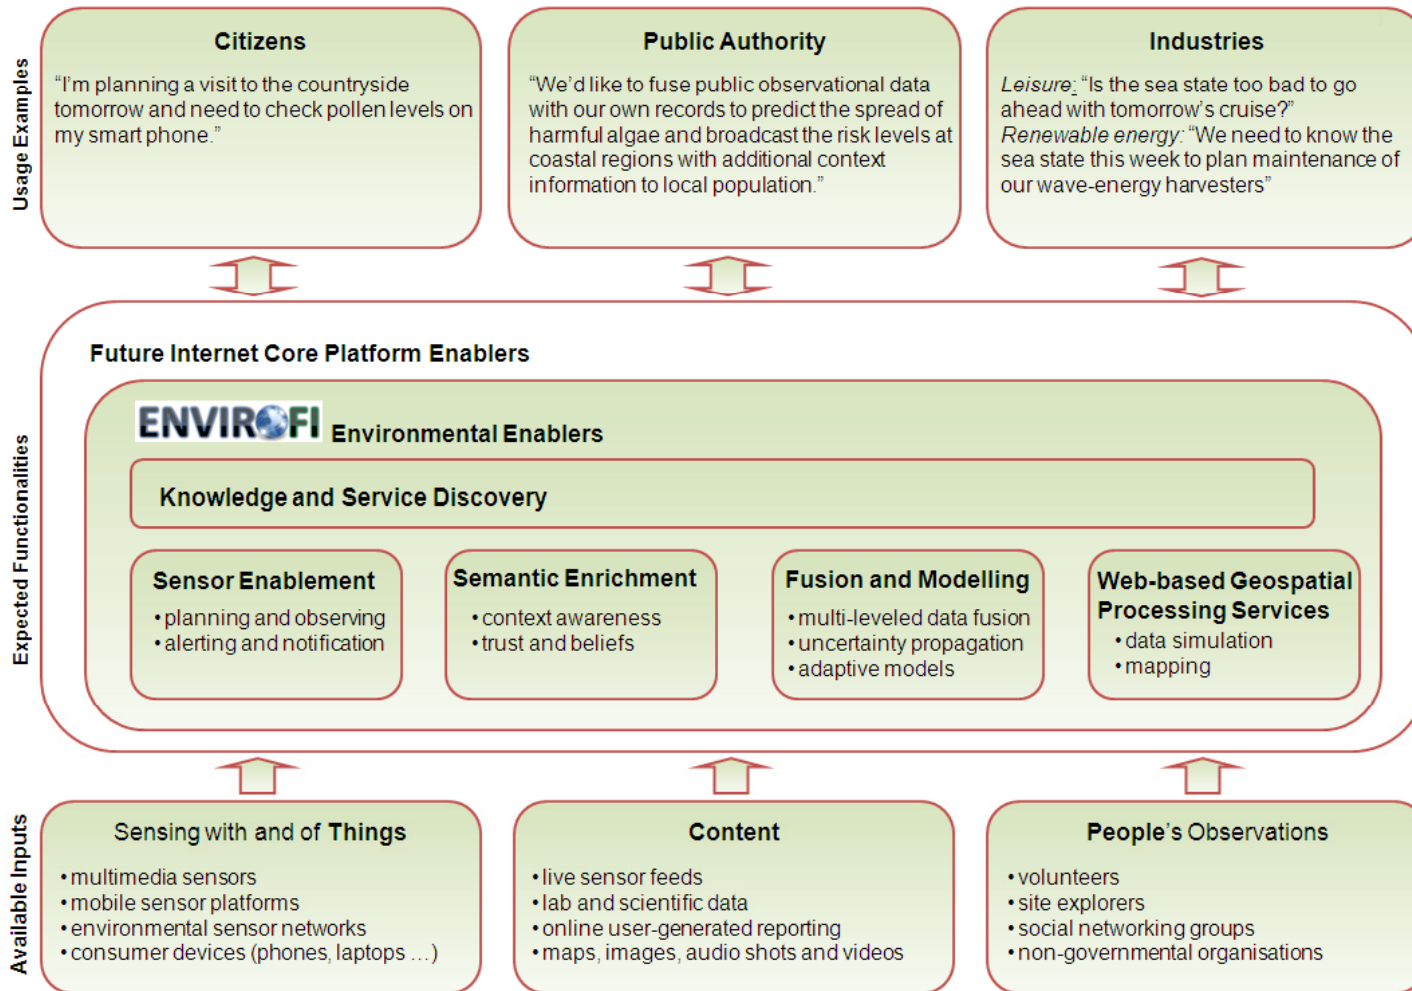 Usage Examples
Citizens
“I’m planning a visit to the countryside
tomorrow and need to check pollen levels on
my smart phone.”
Public Authority
“We’d like to fuse public observational data
with our own records to predict the spread of
harmful algae and broadcast the risk levels at
coastal regions with additional context
information to local population.”
Industries
Leisure: “Is the sea state too bad to go
ahead with tomorrow’s cruise?”
Renewable energy: “We need to know the
sea state this week to plan maintenance of
our wave-energy harvesters”
Expected Functionalities
Future Internet Core Platform Enablers
ENVIROFI Environmental Enablers
Knowledge and Service Discovery
Sensor Enablement
• planning and observing
• alerting and notification
Semantic Enrichment
• context awareness
• trust and beliefs
Fusion and Modelling
• multi-leveled data fusion
• uncertainty propagation
• adaptive models
Web-based Geospatial
Processing Services
• data simulation
• mapping
Available Inputs
Sensing with and of Things
• multimedia sensors
• mobile sensor platforms
• environmental sensor networks
• consumer devices (phones, laptops ...)
Content
• live sensor feeds
• lab and scientific data
• online user-generated reporting
• maps, images, audio shots and videos
People’s Observations
• volunteers
• site explorers
• social networking groups
• non-governmental organisations